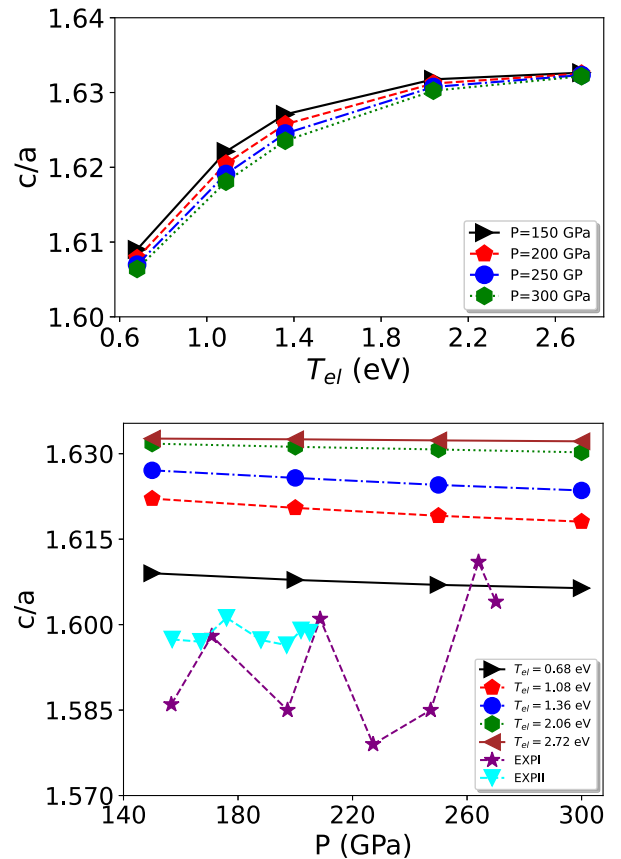 1.64
1.63
1.62
1.61
1.60
c/a
0.6 1.0 1.4 1.8 2.2 2.6
T_el (eV)
P=150 GPa
P=200 GPa
P=250 GP
P=300 GPa
1.630
1.615
1.600
1.585
1.570
c/a
140 180 220 260 300
P (GPa)
T_el = 0.68 eV
T_el = 1.08 eV
T_el = 1.36 eV
T_el = 2.06 eV
T_el = 2.72 eV
EXPI
EXPII